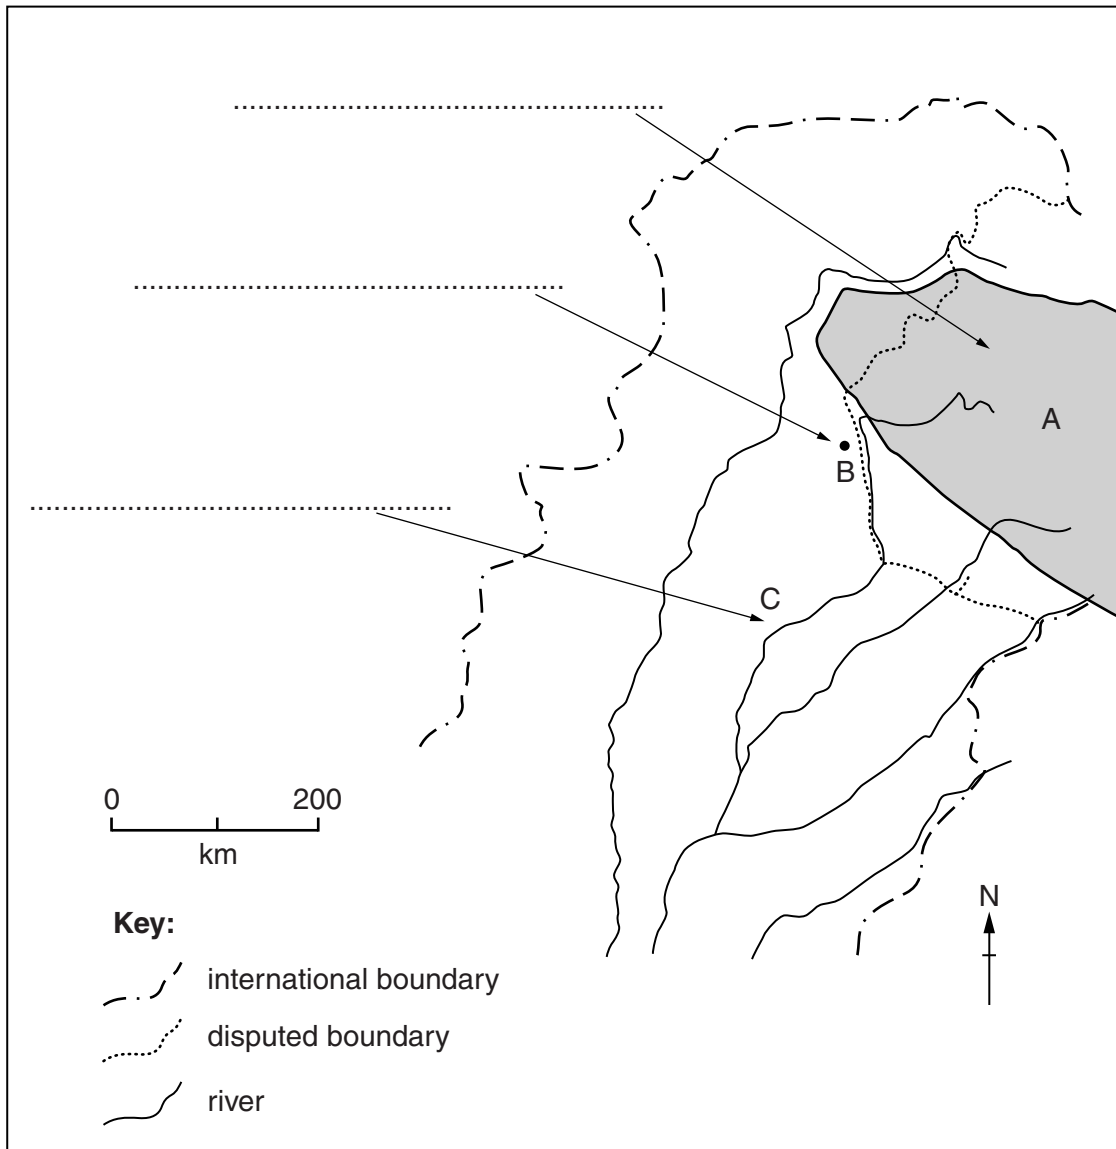 A
B
C
0 200
km
N
Key:
international boundary
disputed boundary
river